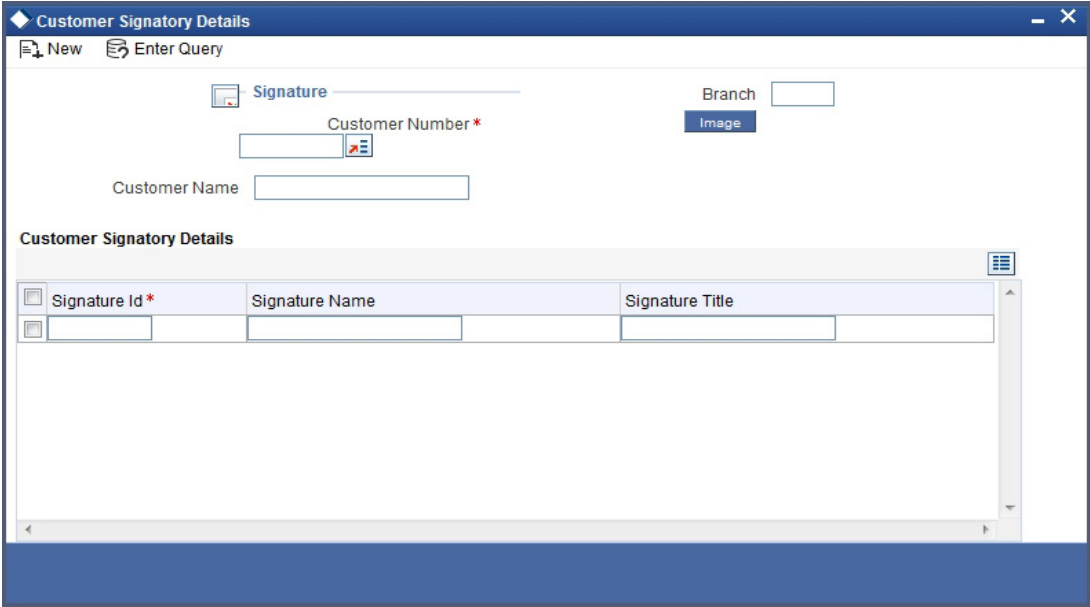 Customer Signatory Details
New Enter Query
Signature
Branch
Customer Number *
Image
Customer Name
Customer Signatory Details
Signature Id * Signature Name Signature Title